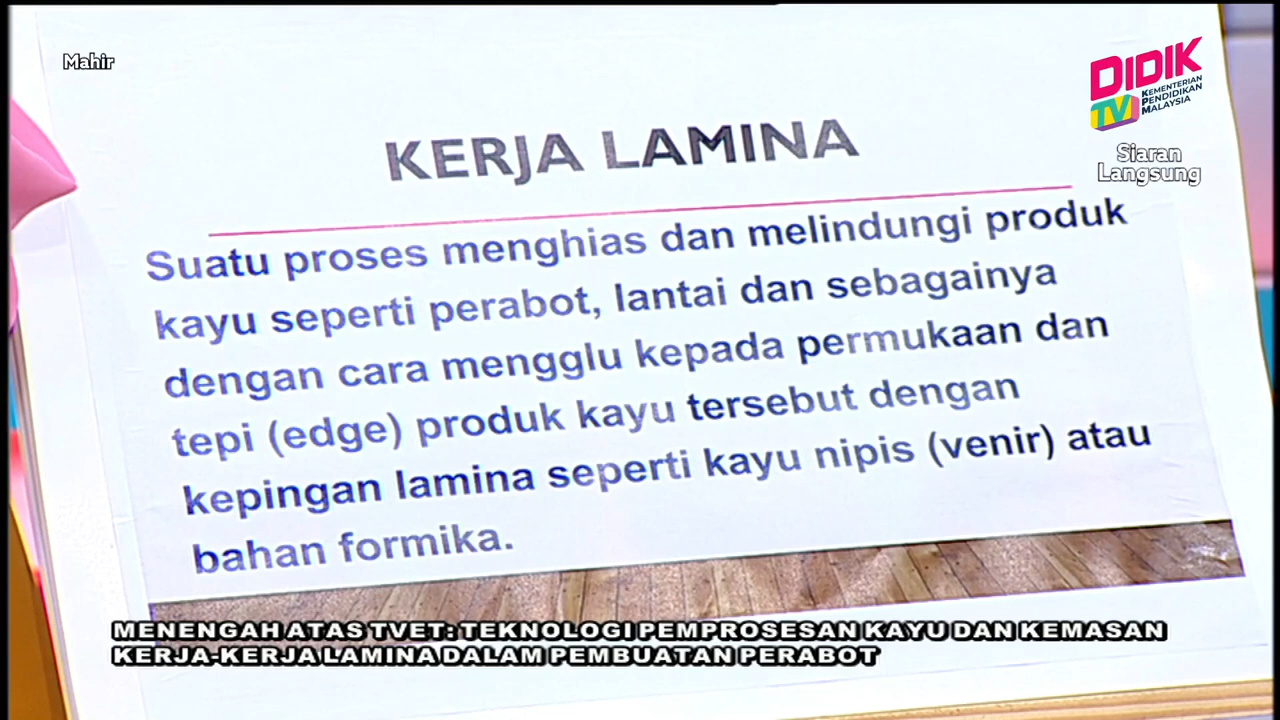 Mahir
DIDIK
TV
KEMENTERIAN
PENDIDIKAN
MALAYSIA
Siaran
Langsung
KERJA LAMINA
Suatu proses menghias dan melindungi produk
kayu seperti perabot, lantai dan sebagainya
dengan cara mengglu kepada permukaan dan
tepi (edge) produk kayu tersebut dengan
kepingan lamina seperti kayu nipis (venir) atau
bahan formika.
MENENGAH ATAS TVET: TEKNOLOGI PEMPROSESAN KAYU DAN KEMASAN
KERJA-KERJA LAMINA DALAM PEMBUATAN PERABOT